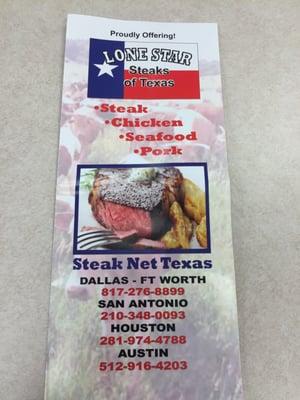 Proudly Offering!
LONE STAR
Steaks
of Texas
•Steak
•Chicken
•Seafood
•Pork
Steak Net Texas
DALLAS - FT WORTH
817-276-8899
SAN ANTONIO
210-348-0093
HOUSTON
281-974-4788
AUSTIN
512-916-4203